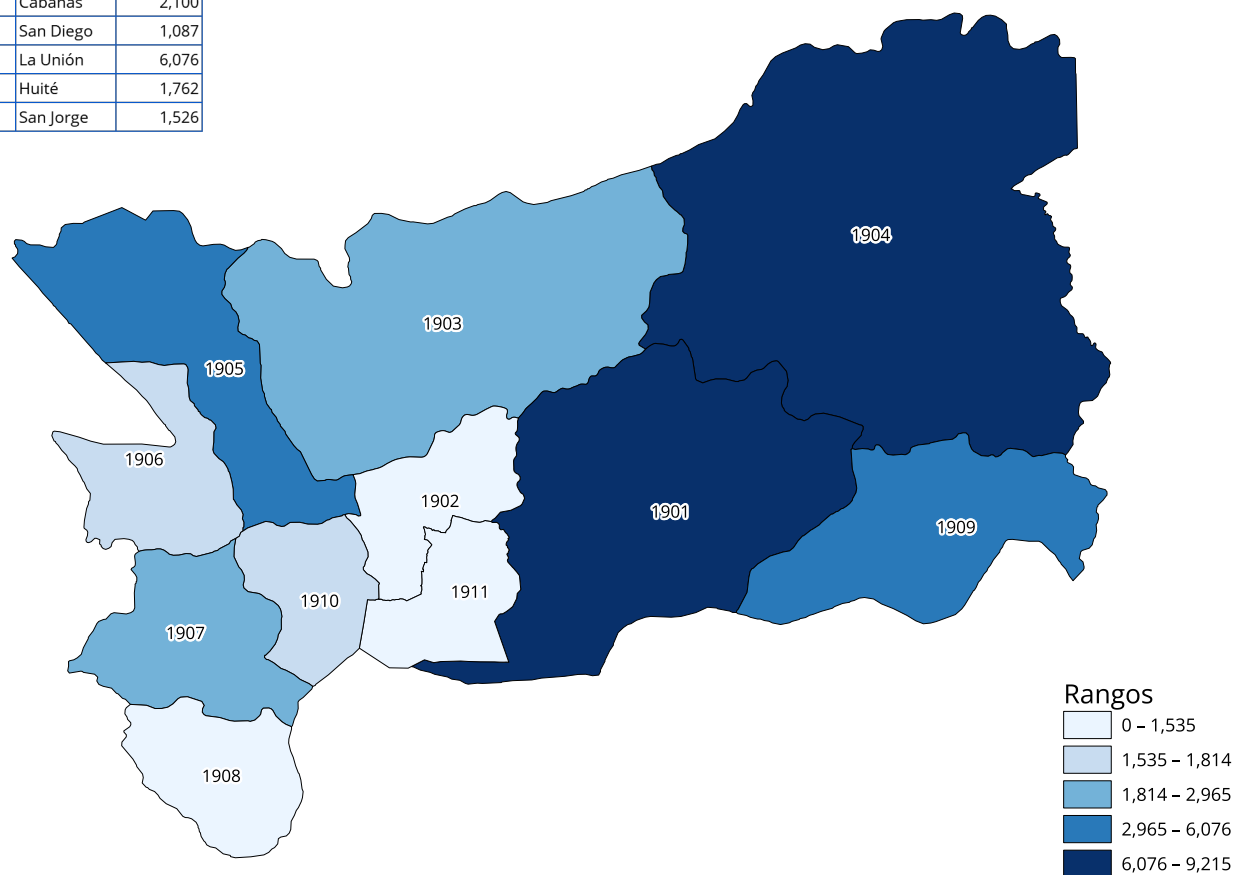 Cabañas 2,100
San Diego 1,087
La Unión 6,076
Huité 1,762
San Jorge 1,526
1904
1903
1905
1906
1902
1901
1909
1911
1910
1907
1908
Rangos
0 – 1,535
1,535 – 1,814
1,814 – 2,965
2,965 – 6,076
6,076 – 9,215